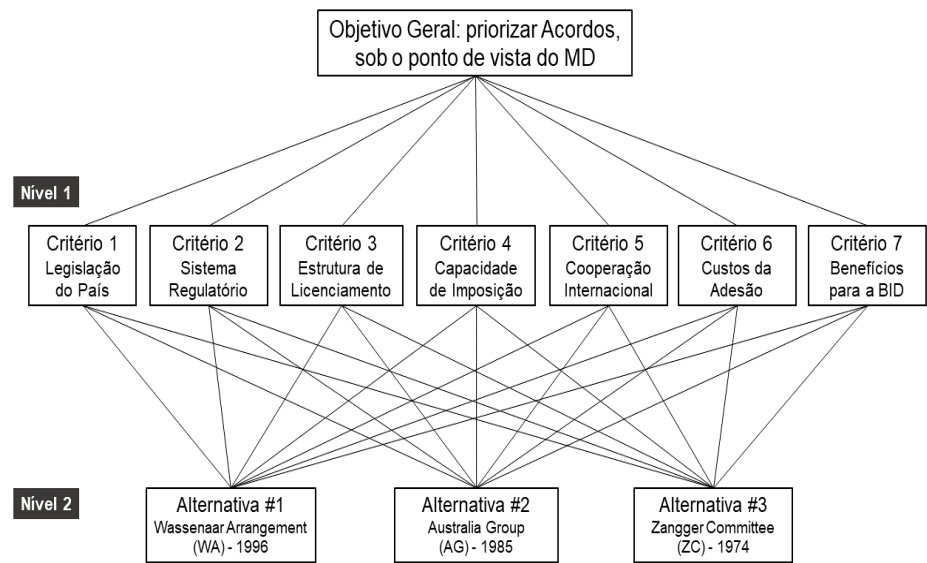 Objetivo Geral: priorizar Acordos,
sob o ponto de vista do MD
Nível 1
Critério 1
Legislação
do País
Critério 2
Sistema
Regulatório
Critério 3
Estrutura de
Licenciamento
Critério 4
Capacidade
de Imposição
Critério 5
Cooperação
Internacional
Critério 6
Custos da
Adesão
Critério 7
Benefícios
para a BID
Nível 2
Alternativa #1
Wassenaar Arrangement
(WA) - 1996
Alternativa #2
Australia Group
(AG) - 1985
Alternativa #3
Zangger Committee
(ZC) - 1974